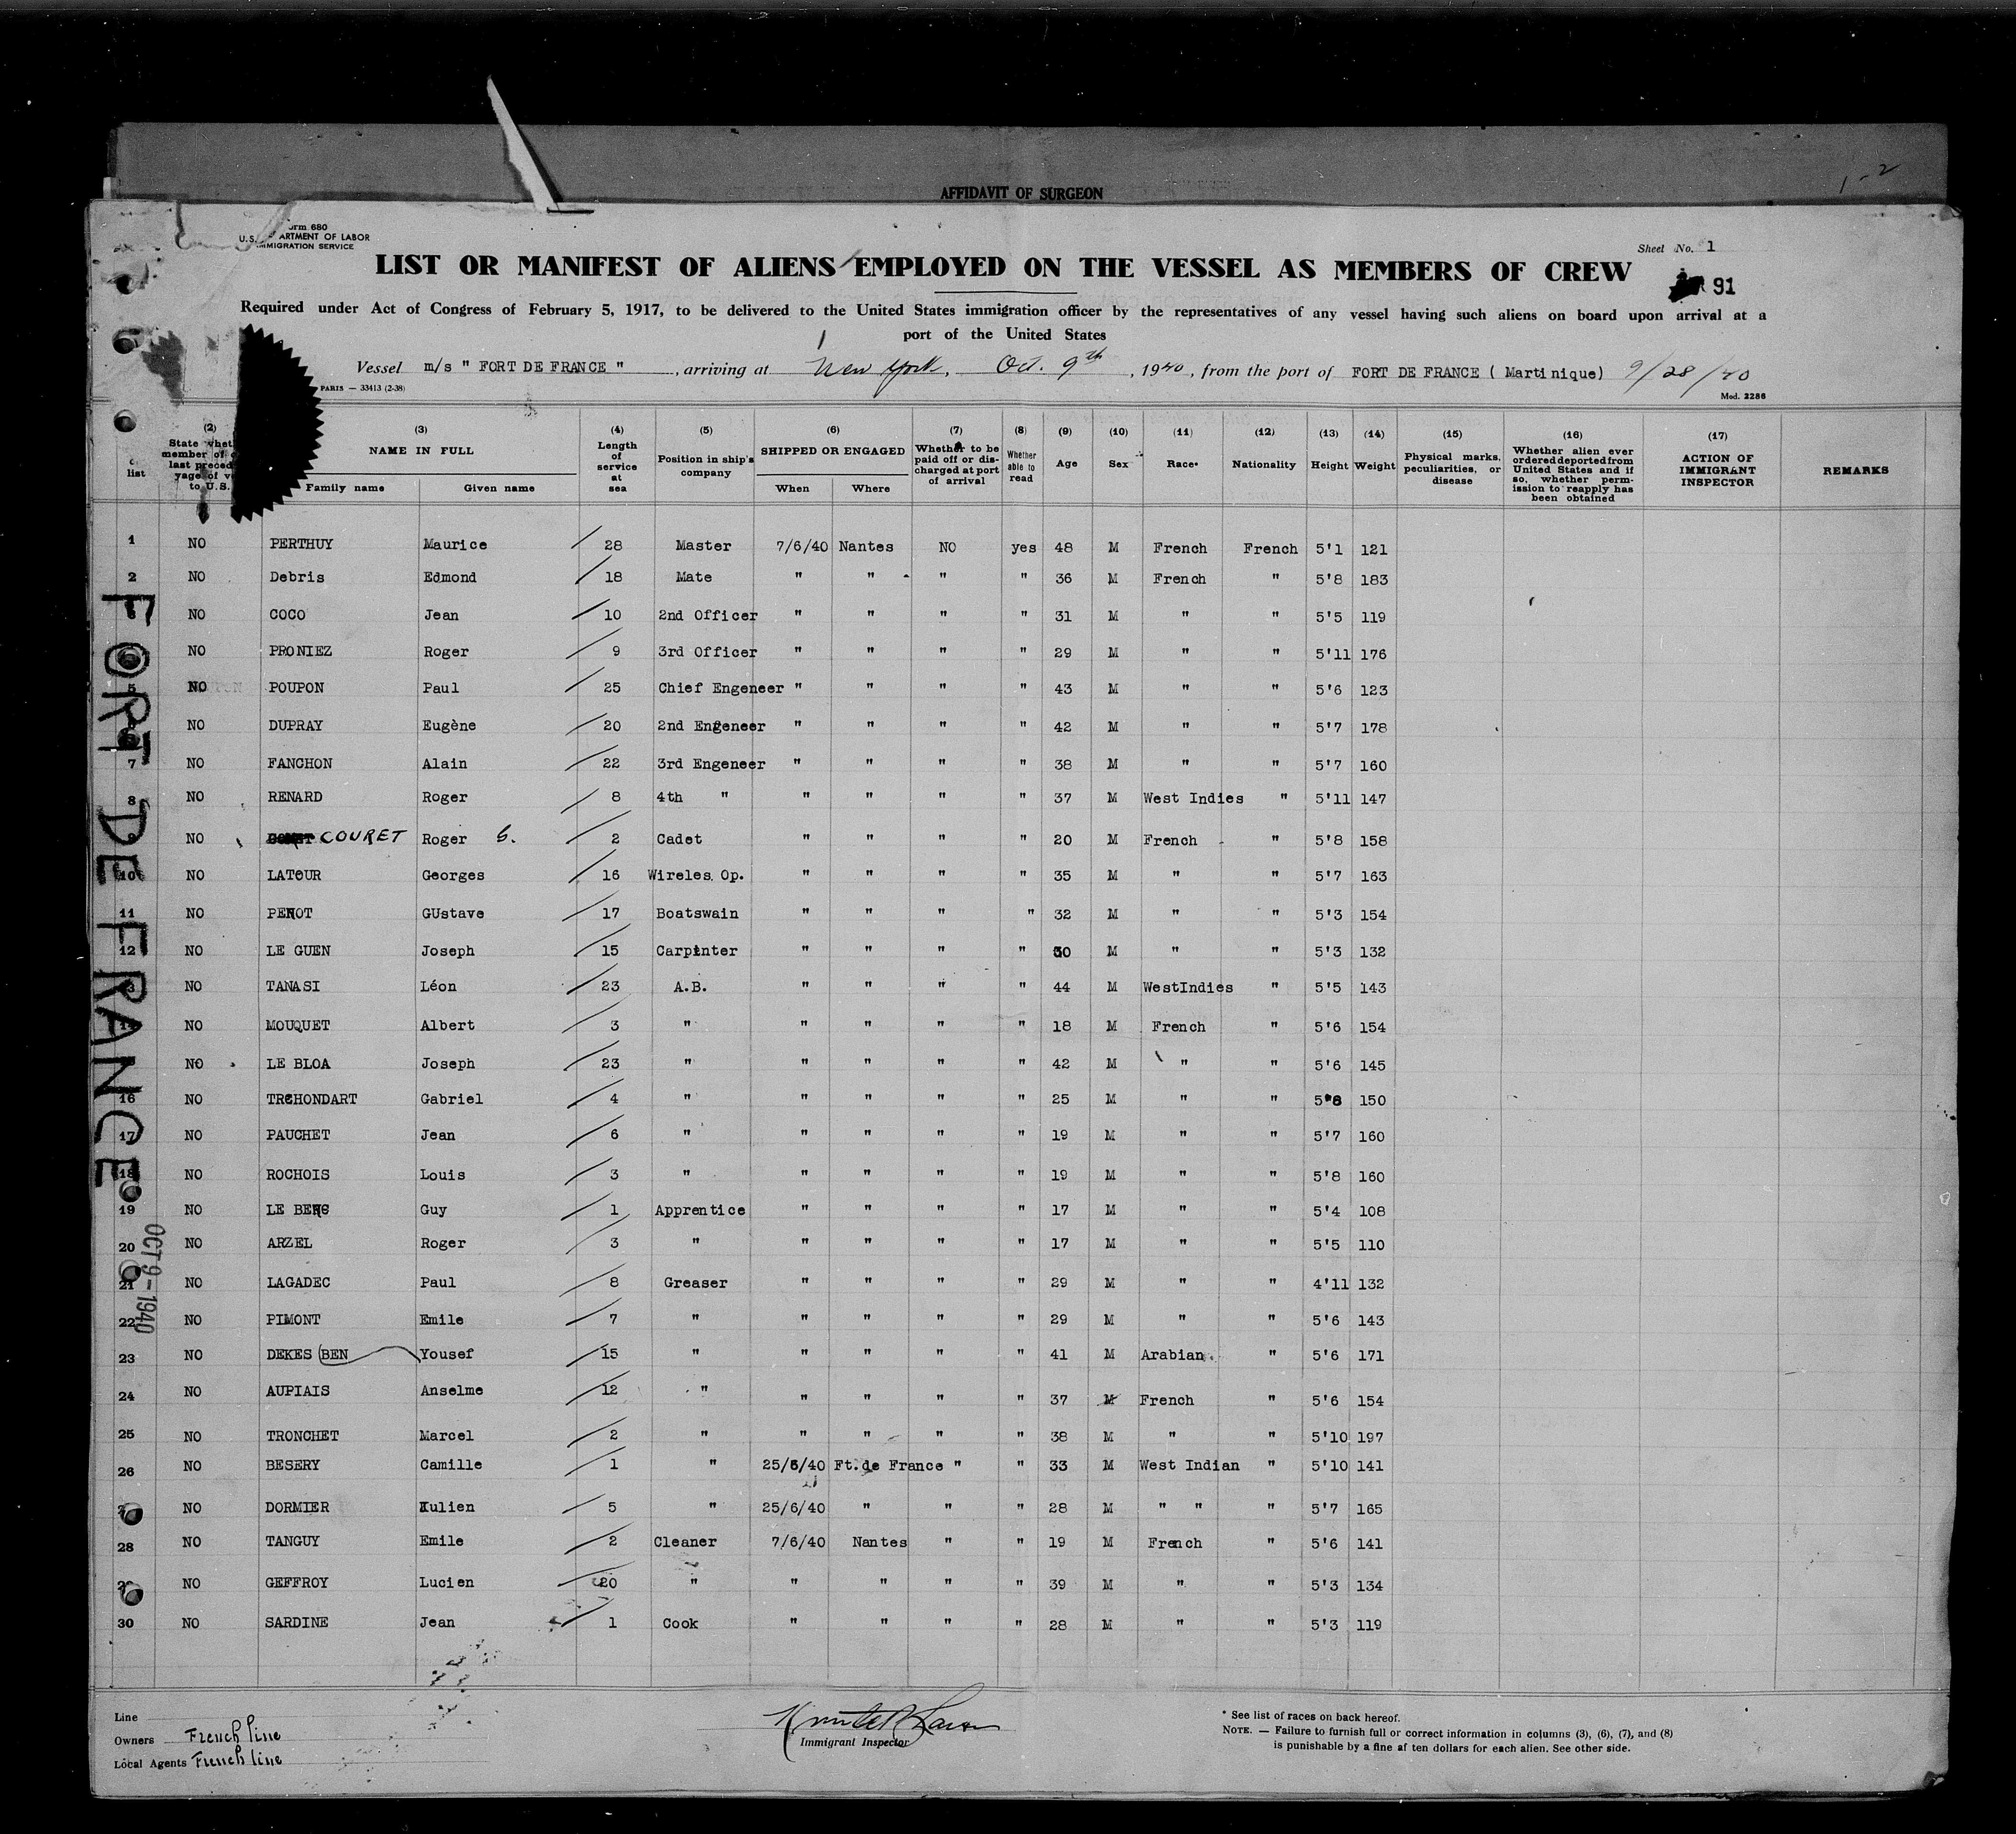 AFFIDAVIT OF SURGEON
1-2
orm 680
U.S. ARTMENT OF LABOR
MMIGRATION SERVICE
Sheet No. 1
LIST OR MANIFEST OF ALIENS EMPLOYED ON THE VESSEL AS MEMBERS OF CREW
91
Required under Act of Congress of February 5, 1917, to be delivered to the United States immigration officer by the representatives of any vessel having such aliens on board upon arrival at a
port of the United States
Vessel m/s " FORT DE FRANCE " , arriving at New York, Oct. 9th , 1940, from the port of FORT DE FRANCE ( Martinique) 9/28/40
PARIS — 33413 (2-38)
Mod. 2286
(2) (3) (4) (5) (6) (7) (8) (9) (10) (11) (12) (13) (14) (15) (16) (17)
list
State whet member of last preced yage of v to U.S.
NAME IN FULL
Family name Given name
Length of service at sea
Position in ship's company
SHIPPED OR ENGAGED
When Where
Whether to be paid off or discharged at port of arrival
Whether able to read
Age Sex Race* Nationality Height Weight
Physical marks, peculiarities, or disease
Whether alien ever ordered deported from United States and if so, whether permission to reapply has been obtained
ACTION OF IMMIGRANT INSPECTOR
REMARKS
1 NO PERTHUY Maurice 28 Master 7/6/40 Nantes NO yes 48 M French French 5'1 121
2 NO Debris Edmond 18 Mate " " " " 36 M French " 5'8 183
NO COCO Jean 10 2nd Officer " " " " 31 M " " 5'5 119
NO PRONIEZ Roger 9 3rd Officer " " " " 29 M " " 5'11 176
5 NO POUPON Paul 25 Chief Engeneer " " " " 43 M " " 5'6 123
NO DUPRAY Eugène 20 2nd Engeneer " " " " 42 M " " 5'7 178
7 NO FANCHON Alain 22 3rd Engeneer " " " " 38 M " " 5'7 160
8 NO RENARD Roger 8 4th " " " " " 37 M West Indies " 5'11 147
9 NO COURET Roger G. 2 Cadet " " " " 20 M French " 5'8 158
10 NO LATOUR Georges 16 Wireles. Op. " " " " 35 M " " 5'7 163
11 NO PENOT GUstave 17 Boatswain " " " " 32 M " " 5'3 154
12 NO LE GUEN Joseph 15 Carpinter " " " " 30 M " " 5'3 132
3 NO TANASI Léon 23 A.B. " " " " 44 M WestIndies " 5'5 143
14 NO MOUQUET Albert 3 " " " " " 18 M French " 5'6 154
NO LE BLOA Joseph 23 " " " " " 42 M " " 5'6 145
16 NO TRCHONDART Gabriel 4 " " " " " 25 M " " 5'8 150
17 NO PAUCHET Jean 6 " " " " " 19 M " " 5'7 160
18 NO ROCHOIS Louis 3 " " " " " 19 M " " 5'8 160
19 NO LE BERS Guy 1 Apprentice " " " " 17 M " " 5'4 108
20 NO ARZEL Roger 3 " " " " " 17 M " " 5'5 110
21 NO LAGADEC Paul 8 Greaser " " " " 29 M " " 4'11 132
22 NO PIMONT Emile 7 " " " " " 29 M " " 5'6 143
23 NO DEKES BEN Yousef 15 " " " " " 41 M Arabian " 5'6 171
24 NO AUPIAIS Anselme 12 " " " " " 37 M French " 5'6 154
25 NO TRONCHET Marcel 2 " " " " " 38 M " " 5'10 197
26 NO BESERY Camille 1 " 25/6/40 Ft.de France " " 33 M West Indian " 5'10 141
NO DORMIER Julien 5 " 25/6/40 " " " 28 M " " " 5'7 165
28 NO TANGUY Emile 2 Cleaner 7/6/40 Nantes " " 19 M French " 5'6 141
NO GEFFROY Lucien 20 " " " " " 39 M " " 5'3 134
30 NO SARDINE Jean 1 Cook " " " " 28 M " " 5'3 119
FORT DE FRANCE
OCT 9-1940
Line
Owners French line
Local Agents French line
Immigrant Inspector
* See list of races on back hereof.
NOTE. — Failure to furnish full or correct information in columns (3), (6), (7), and (8)
is punishable by a fine af ten dollars for each alien. See other side.